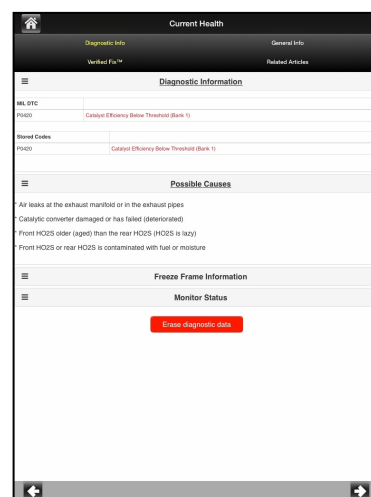 Current Health
Diagnostic Info
General Info
Verified Fix™
Related Articles
Diagnostic Information
MIL DTC
P0420 Catalyst Efficiency Below Threshold (Bank 1)
Stored Codes
P0420 Catalyst Efficiency Below Threshold (Bank 1)
Possible Causes
* Air leaks at the exhaust manifold or in the exhaust pipes
* Catalytic converter damaged or has failed (deteriorated)
* Front HO2S older (aged) than the rear HO2S (HO2S is lazy)
* Front HO2S or rear HO2S is contaminated with fuel or moisture
Freeze Frame Information
Monitor Status
Erase diagnostic data